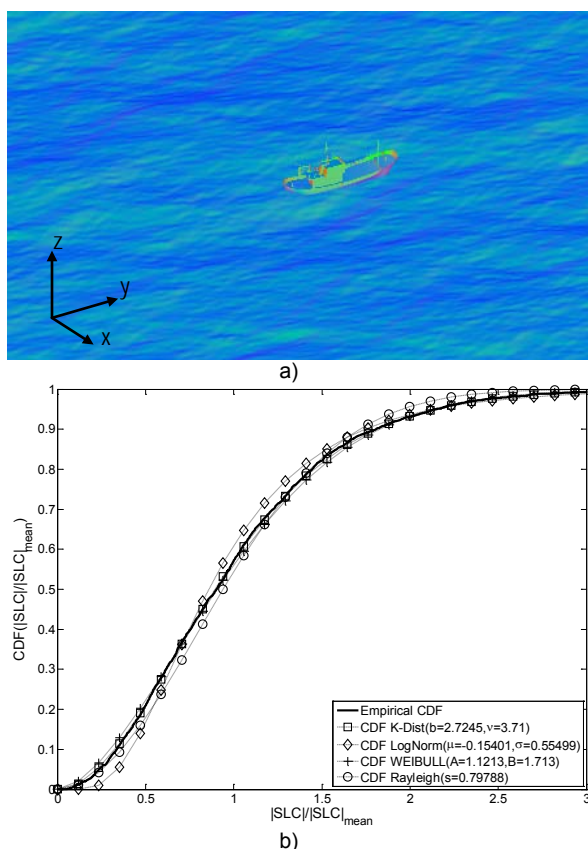 z
y
x
a)
1
0.9
0.8
0.7
0.6
0.5
0.4
0.3
0.2
0.1
0
CDF(|SLC|/|SLC|mean)
Empirical CDF
CDF K-Dist(b=2.7245,ν=3.71)
CDF LogNorm(μ=-0.15401,σ=0.55499)
CDF WEIBULL(A=1.1213,B=1.713)
CDF Rayleigh(s=0.79788)
0 0.5 1 1.5 2 2.5 3
|SLC|/|SLC|mean
b)